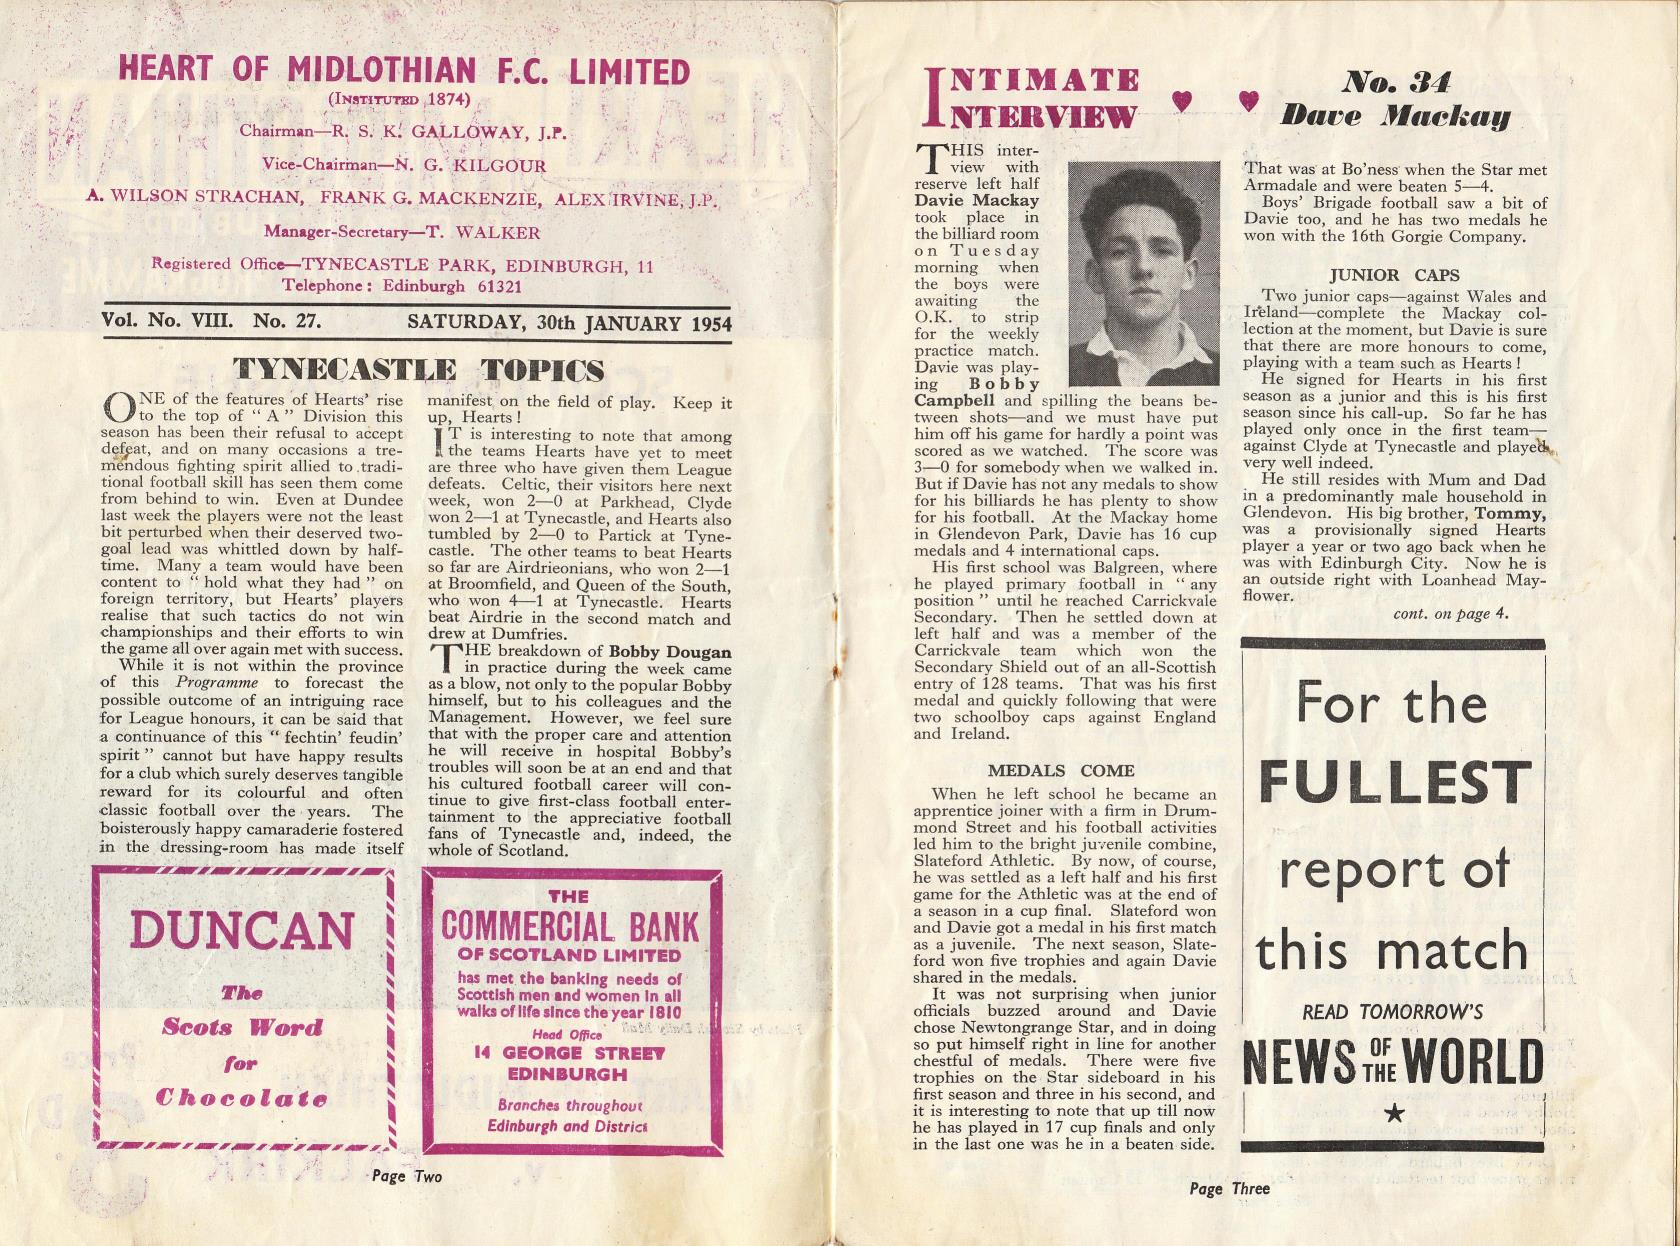 HEART OF MIDLOTHIAN F.C. LIMITED
(Instituted 1874)
Chairman—R. S. K. GALLOWAY, J.P.
Vice-Chairman—N. G. KILGOUR
A. WILSON STRACHAN, FRANK G. MACKENZIE, ALEX IRVINE, J.P.
Manager-Secretary—T. WALKER
Registered Office—TYNECASTLE PARK, EDINBURGH, 11
Telephone: Edinburgh 61321
Vol. No. VIII. No. 27. SATURDAY, 30th JANUARY 1954
TYNECASTLE TOPICS
ONE of the features of Hearts' rise
to the top of "A" Division this
season has been their refusal to accept
defeat, and on many occasions a tre-
mendous fighting spirit allied to tradi-
tional football skill has seen them come
from behind to win. Even at Dundee
last week the players were not the least
bit perturbed when their deserved two-
goal lead was whittled down by half-
time. Many a team would have been
content to "hold what they had" on
foreign territory, but Hearts' players
realise that such tactics do not win
championships and their efforts to win
the game all over again met with success.
While it is not within the province
of this Programme to forecast the
possible outcome of an intriguing race
for League honours, it can be said that
a continuance of this "fechtin' feudin'
spirit" cannot but have happy results
for a club which surely deserves tangible
reward for its colourful and often
classic football over the years. The
boisterously happy camaraderie fostered
in the dressing-room has made itself
manifest on the field of play. Keep it
up, Hearts!
IT is interesting to note that among
the teams Hearts have yet to meet
are three who have given them League
defeats. Celtic, their visitors here next
week, won 2—0 at Parkhead, Clyde
won 2—1 at Tynecastle, and Hearts also
tumbled by 2—0 to Partick at Tyne-
castle. The other teams to beat Hearts
so far are Airdrieonians, who won 2—1
at Broomfield, and Queen of the South,
who won 4—1 at Tynecastle. Hearts
beat Airdrie in the second match and
drew at Dumfries.
THE breakdown of Bobby Dougan
in practice during the week came
as a blow, not only to the popular Bobby
himself, but to his colleagues and the
Management. However, we feel sure
that with the proper care and attention
he will receive in hospital Bobby's
troubles will soon be at an end and that
his cultured football career will con-
tinue to give first-class football enter-
tainment to the appreciative football
fans of Tynecastle and, indeed, the
whole of Scotland.
DUNCAN
The
Scots Word
for
Chocolate
THE
COMMERCIAL BANK
OF SCOTLAND LIMITED
has met the banking needs of
Scottish men and women in all
walks of life since the year 1810
Head Office
14 GEORGE STREET
EDINBURGH
Branches throughout
Edinburgh and District
Page Two
INTIMATE
INTERVIEW
No. 34
Dave Mackay
THIS inter-
view with
reserve left half
Davie Mackay
took place in
the billiard room
on Tuesday
morning when
the boys were
awaiting the
O.K. to strip
for the weekly
practice match.
Davie was play-
ing Bobby
Campbell and spilling the beans be-
tween shots—and we must have put
him off his game for hardly a point was
scored as we watched. The score was
3—0 for somebody when we walked in.
But if Davie has not any medals to show
for his billiards he has plenty to show
for his football. At the Mackay home
in Glendevon Park, Davie has 16 cup
medals and 4 international caps.
His first school was Balgreen, where
he played primary football in "any
position" until he reached Carrickvale
Secondary. Then he settled down at
left half and was a member of the
Carrickvale team which won the
Secondary Shield out of an all-Scottish
entry of 128 teams. That was his first
medal and quickly following that were
two schoolboy caps against England
and Ireland.
MEDALS COME
When he left school he became an
apprentice joiner with a firm in Drum-
mond Street and his football activities
led him to the bright juvenile combine,
Slateford Athletic. By now, of course,
he was settled as a left half and his first
game for the Athletic was at the end of
a season in a cup final. Slateford won
and Davie got a medal in his first match
as a juvenile. The next season, Slate-
ford won five trophies and again Davie
shared in the medals.
It was not surprising when junior
officials buzzed around and Davie
chose Newtongrange Star, and in doing
so put himself right in line for another
chestful of medals. There were five
trophies on the Star sideboard in his
first season and three in his second, and
it is interesting to note that up till now
he has played in 17 cup finals and only
in the last one was he in a beaten side.
That was at Bo'ness when the Star met
Armadale and were beaten 5—4.
Boys' Brigade football saw a bit of
Davie too, and he has two medals he
won with the 16th Gorgie Company.
JUNIOR CAPS
Two junior caps—against Wales and
Ireland—complete the Mackay col-
lection at the moment, but Davie is sure
that there are more honours to come,
playing with a team such as Hearts!
He signed for Hearts in his first
season as a junior and this is his first
season since his call-up. So far he has
played only once in the first team—
against Clyde at Tynecastle and played
very well indeed.
He still resides with Mum and Dad
in a predominantly male household in
Glendevon. His big brother, Tommy,
was a provisionally signed Hearts
player a year or two ago back when he
was with Edinburgh City. Now he is
an outside right with Loanhead May-
flower.
cont. on page 4.
For the
FULLEST
report of
this match
READ TOMORROW'S
NEWS OF THE WORLD
Page Three